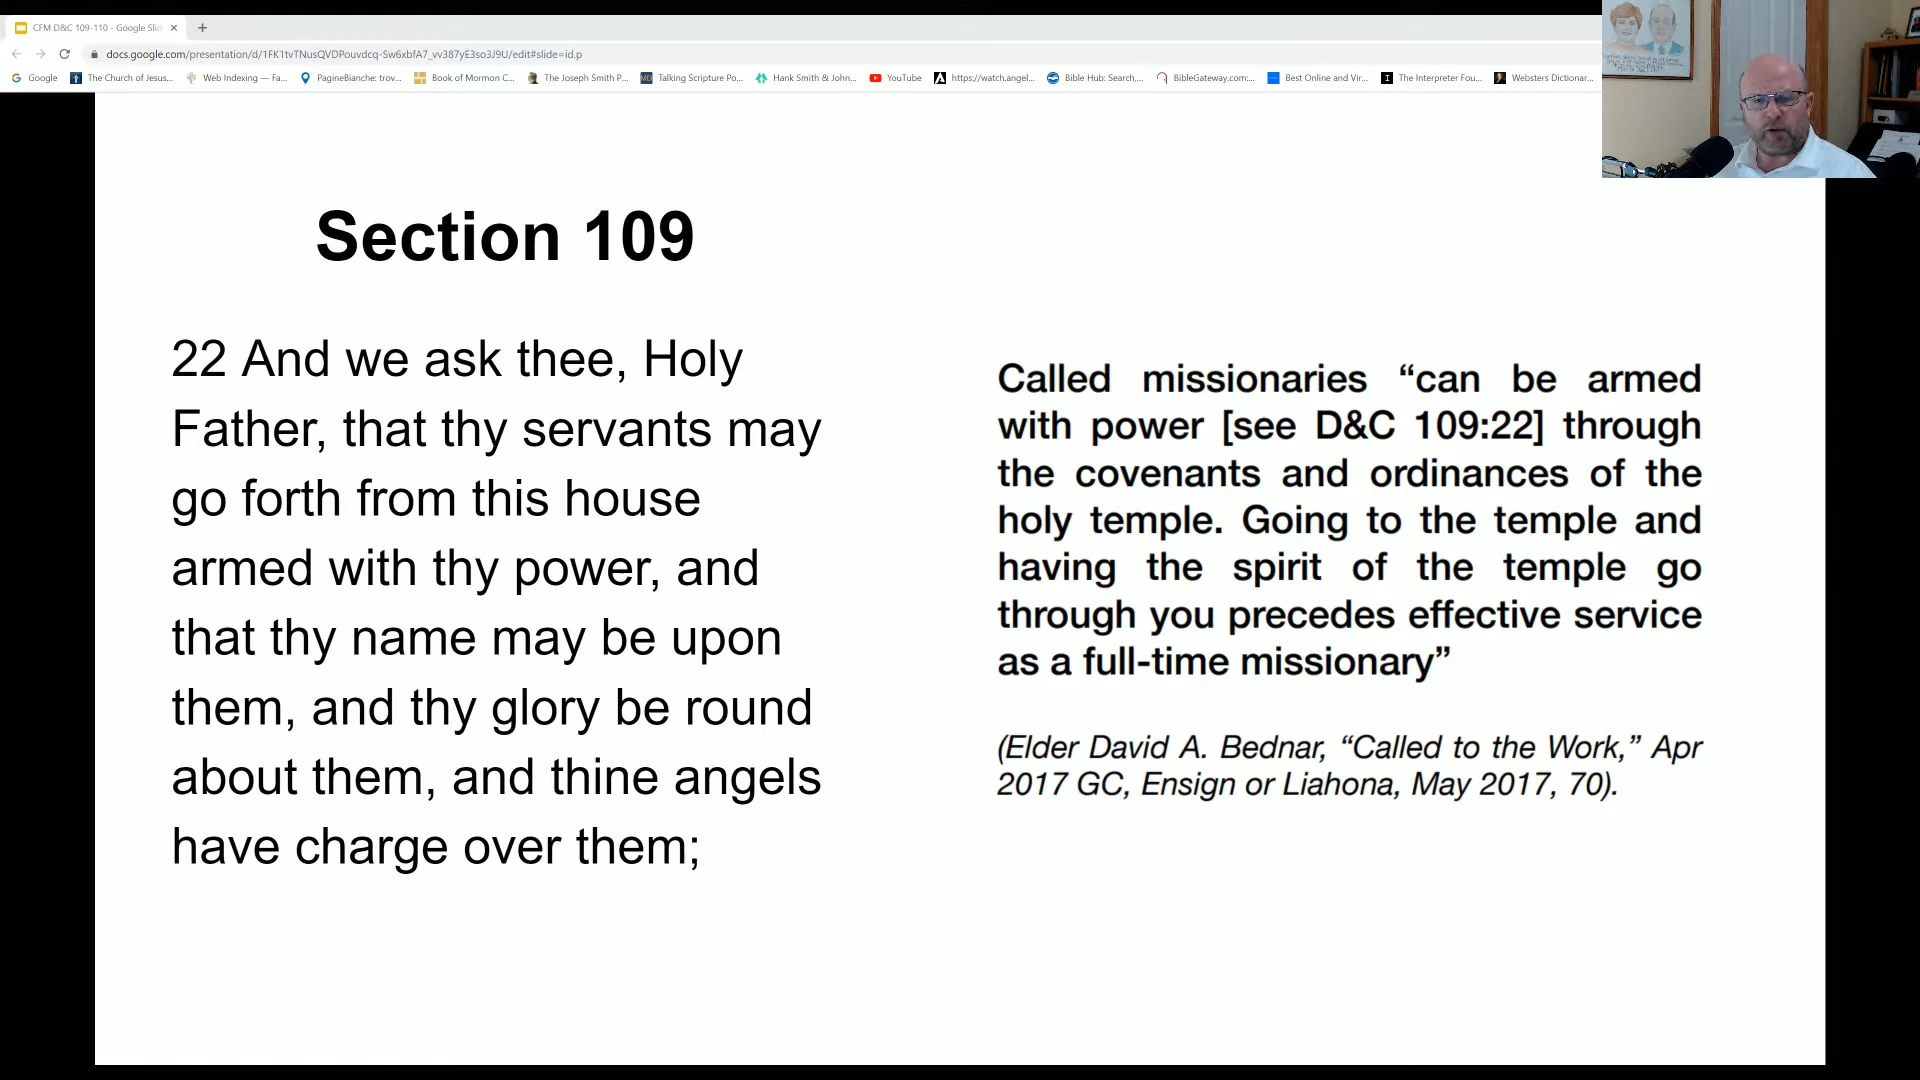 CFM D&C 109-110 - Google Slid
docs.google.com/presentation/d/1FK1tvTNusQVDPouvdcq-Sw6xbfA7_vv387yE3so3J9U/edit#slide=id.p
Google The Church of Jesus... Web Indexing — Fa... PagineBianche: trov... Book of Mormon C... The Joseph Smith P... Talking Scripture Po... Hank Smith & John... YouTube https://watch.angel... Bible Hub: Search,... BibleGateway.com:... Best Online and Vir... The Interpreter Fou... Websters Dictionar...
Section 109
22 And we ask thee, Holy
Father, that thy servants may
go forth from this house
armed with thy power, and
that thy name may be upon
them, and thy glory be round
about them, and thine angels
have charge over them;
Called missionaries “can be armed
with power [see D&C 109:22] through
the covenants and ordinances of the
holy temple. Going to the temple and
having the spirit of the temple go
through you precedes effective service
as a full-time missionary”
(Elder David A. Bednar, “Called to the Work,” Apr
2017 GC, Ensign or Liahona, May 2017, 70).